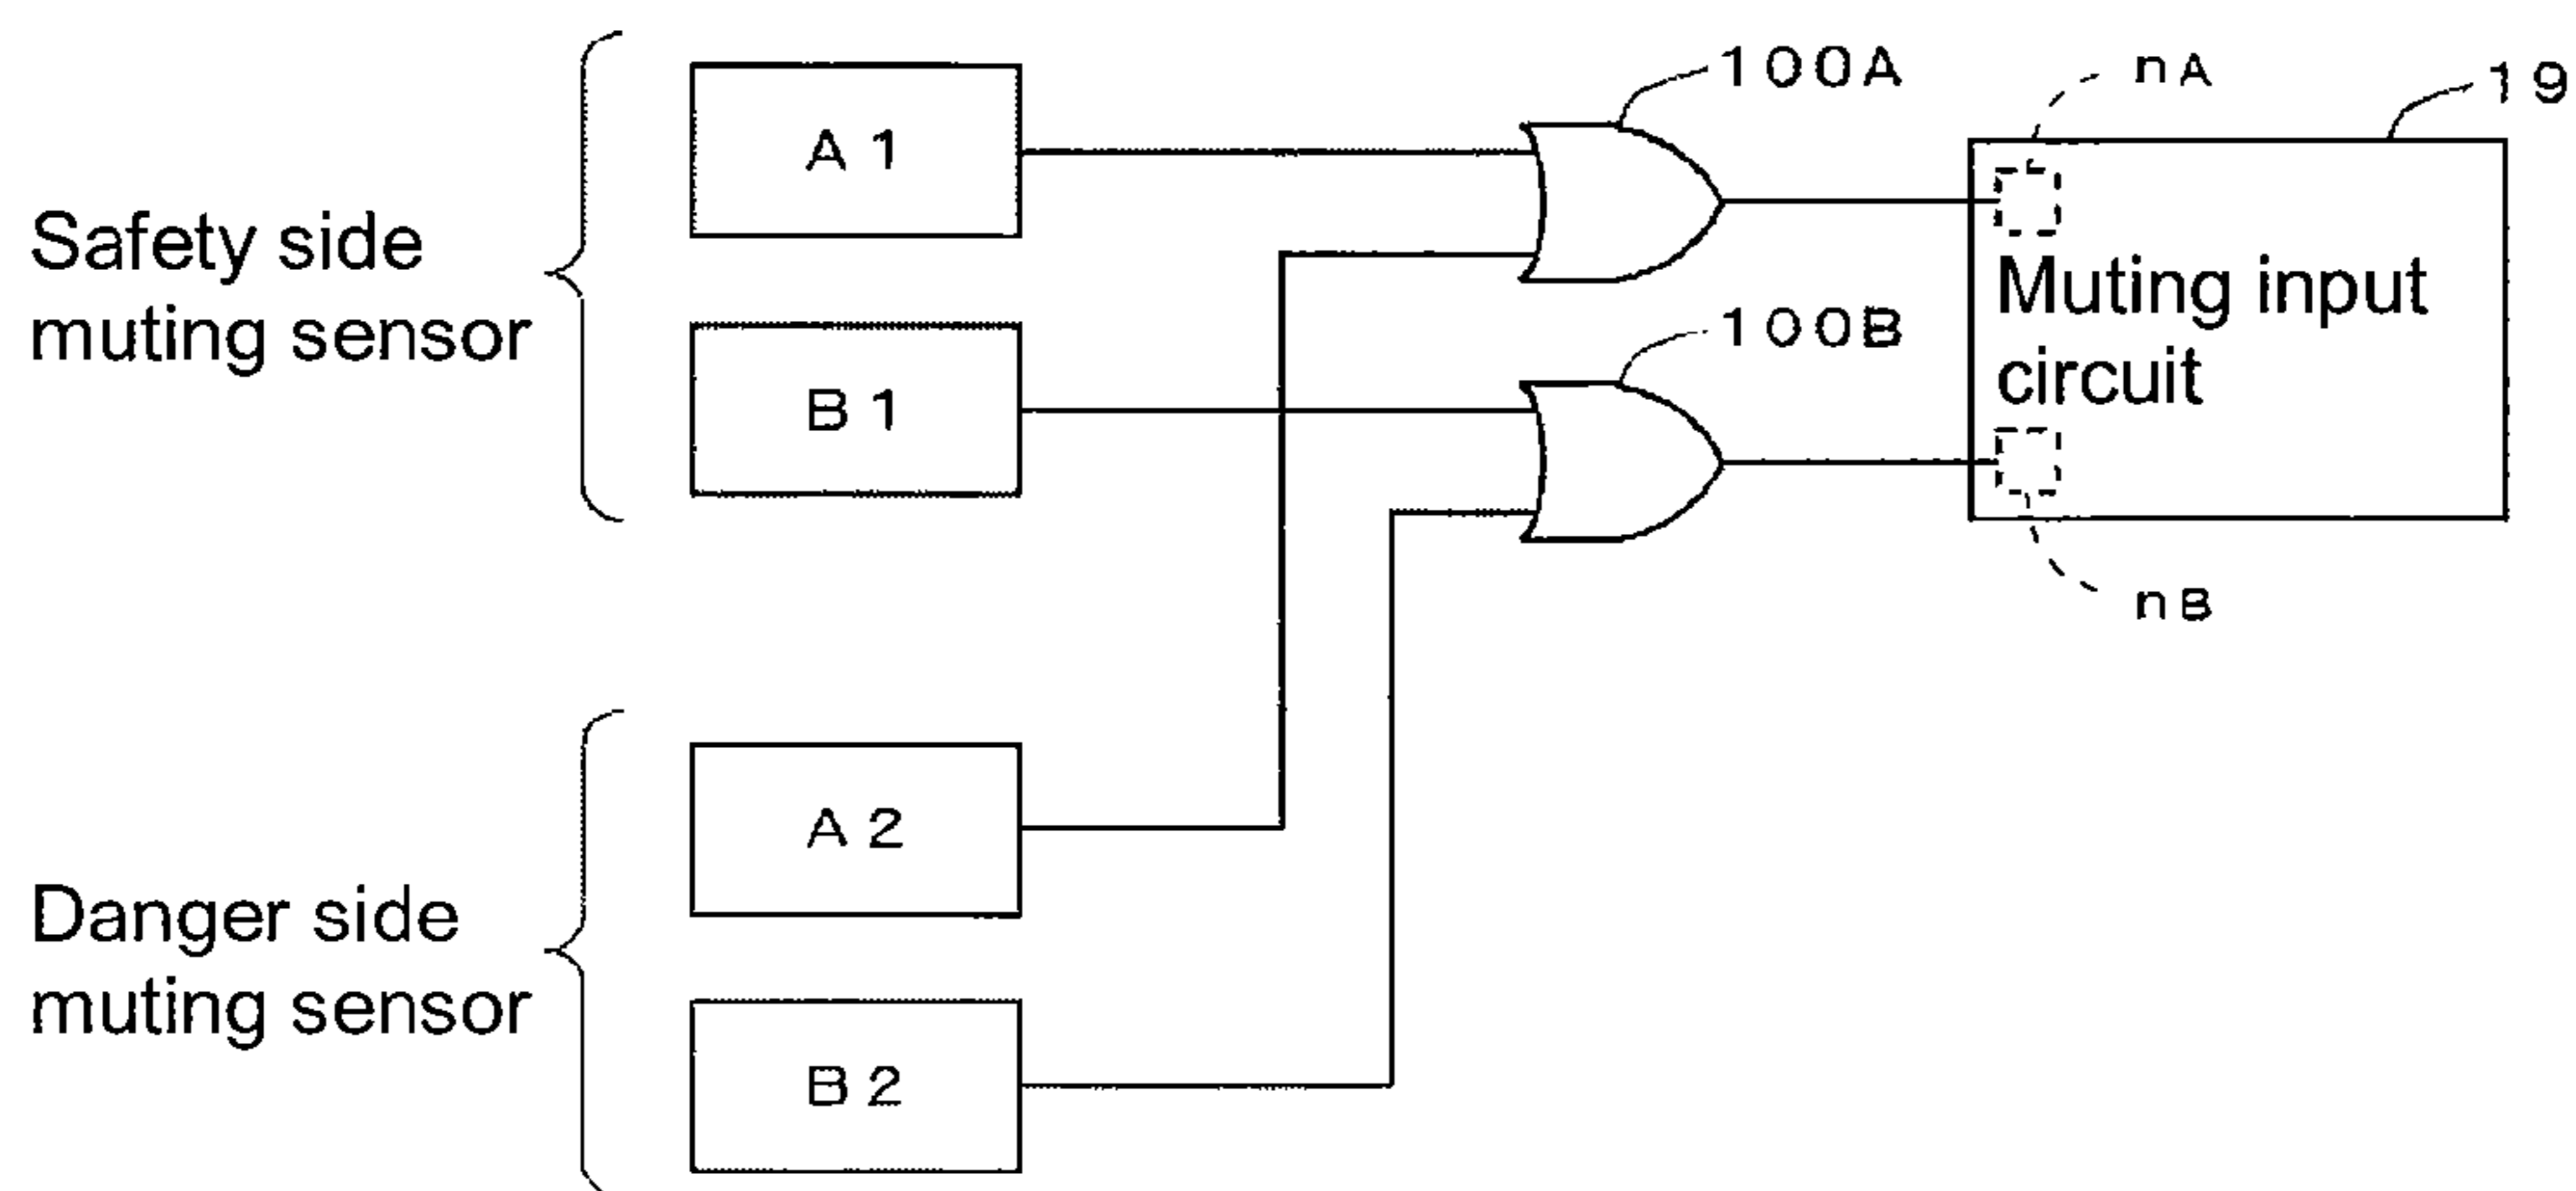 Safety side
muting sensor
A1
B1
100A
100B
nA
19
Muting input
circuit
nB
Danger side
muting sensor
A2
B2